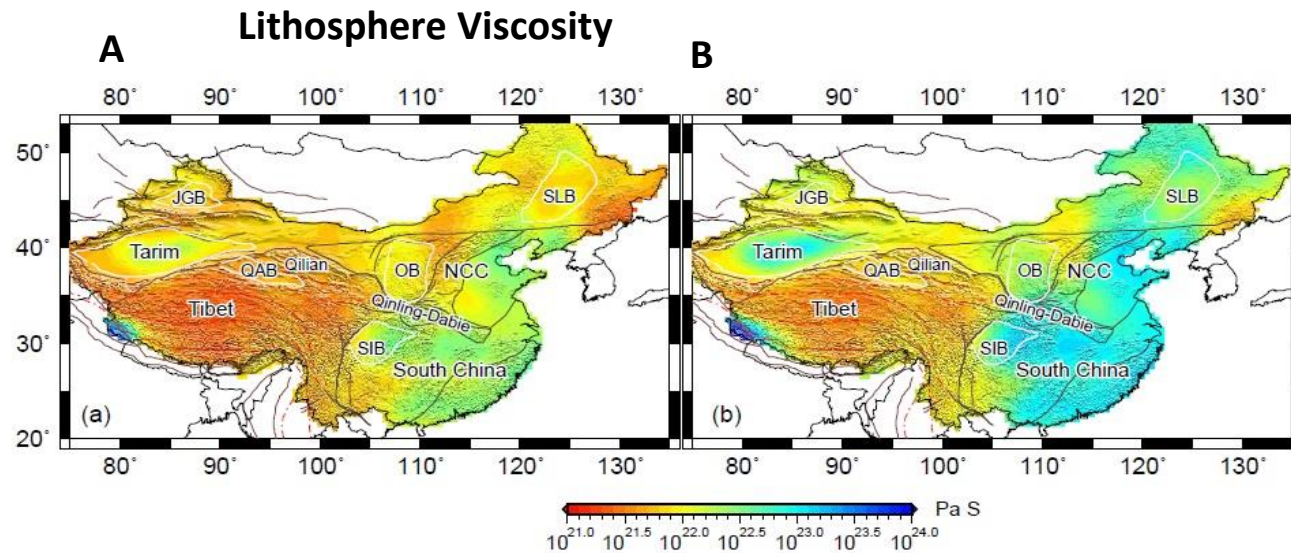 Lithosphere Viscosity
A
B
80˚ 90˚ 100˚ 110˚ 120˚ 130˚
80˚ 90˚ 100˚ 110˚ 120˚ 130˚
50˚
40˚
30˚
20˚
JGB
SLB
Tarim
QAB
Qilian
OB
NCC
Tibet
Qinling-Dabie
SIB
South China
(a)
JGB
SLB
Tarim
QAB
Qilian
OB
NCC
Tibet
Qinling-Dabie
SIB
South China
(b)
80˚ 90˚ 100˚ 110˚ 120˚ 130˚
80˚ 90˚ 100˚ 110˚ 120˚ 130˚
Pa S
10^21.0 10^21.5 10^22.0 10^22.5 10^23.0 10^23.5 10^24.0